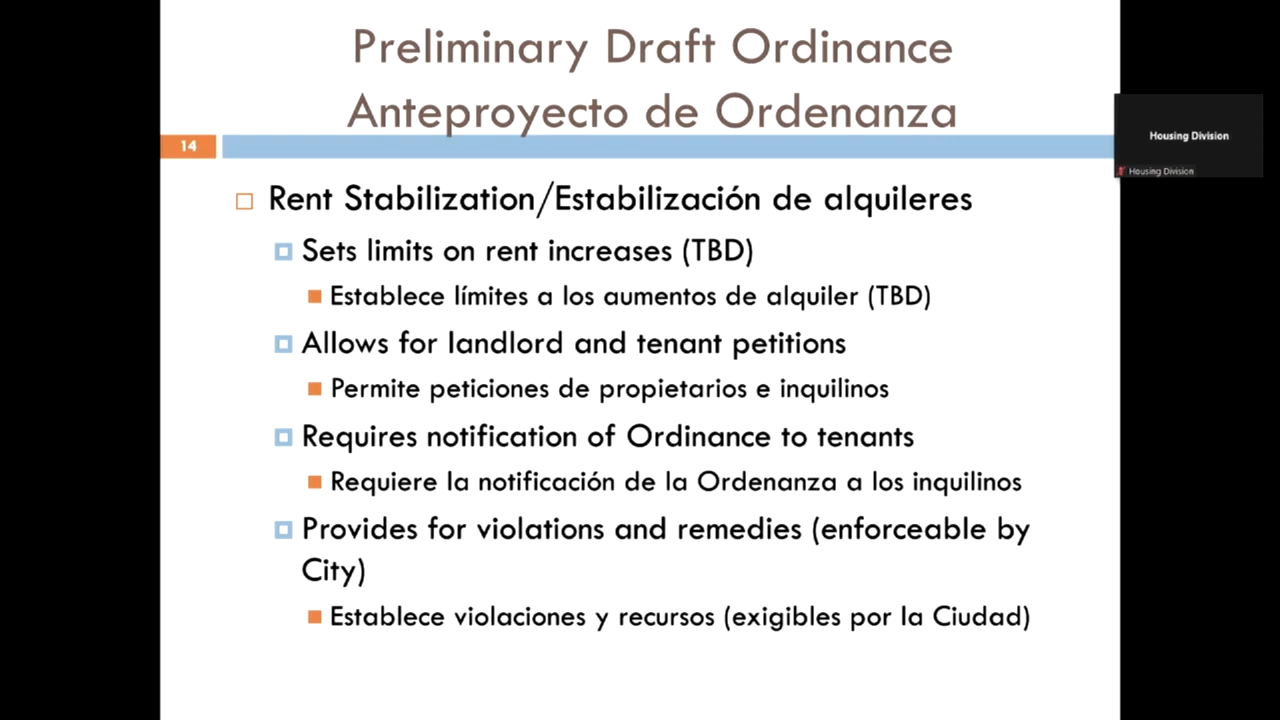 Preliminary Draft Ordinance
Anteproyecto de Ordenanza
14
Housing Division
Housing Division
Rent Stabilization/Estabilización de alquileres
Sets limits on rent increases (TBD)
Establece límites a los aumentos de alquiler (TBD)
Allows for landlord and tenant petitions
Permite peticiones de propietarios e inquilinos
Requires notification of Ordinance to tenants
Requiere la notificación de la Ordenanza a los inquilinos
Provides for violations and remedies (enforceable by
City)
Establece violaciones y recursos (exigibles por la Ciudad)